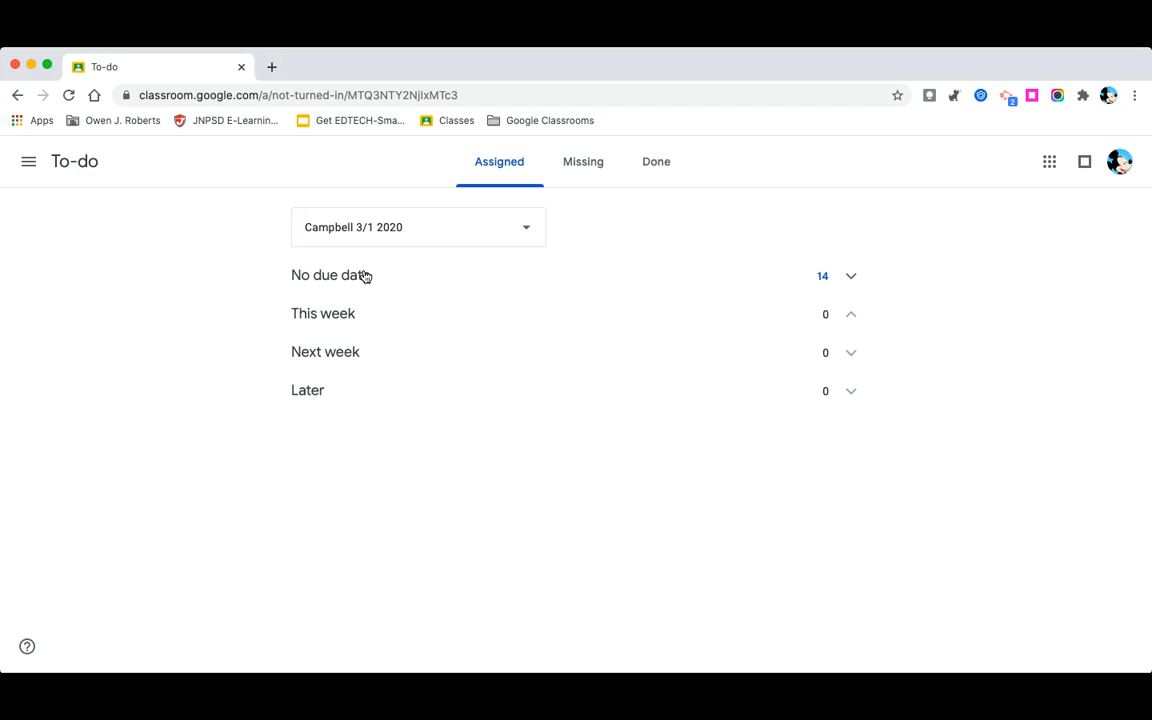 To-do
classroom.google.com/a/not-turned-in/MTQ3NTY2NjIxMTc3
2
Apps Owen J. Roberts JNPSD E-Learnin... Get EDTECH-Sma... Classes Google Classrooms
To-do Assigned Missing Done
Campbell 3/1 2020
No due date 14
This week 0
Next week 0
Later 0